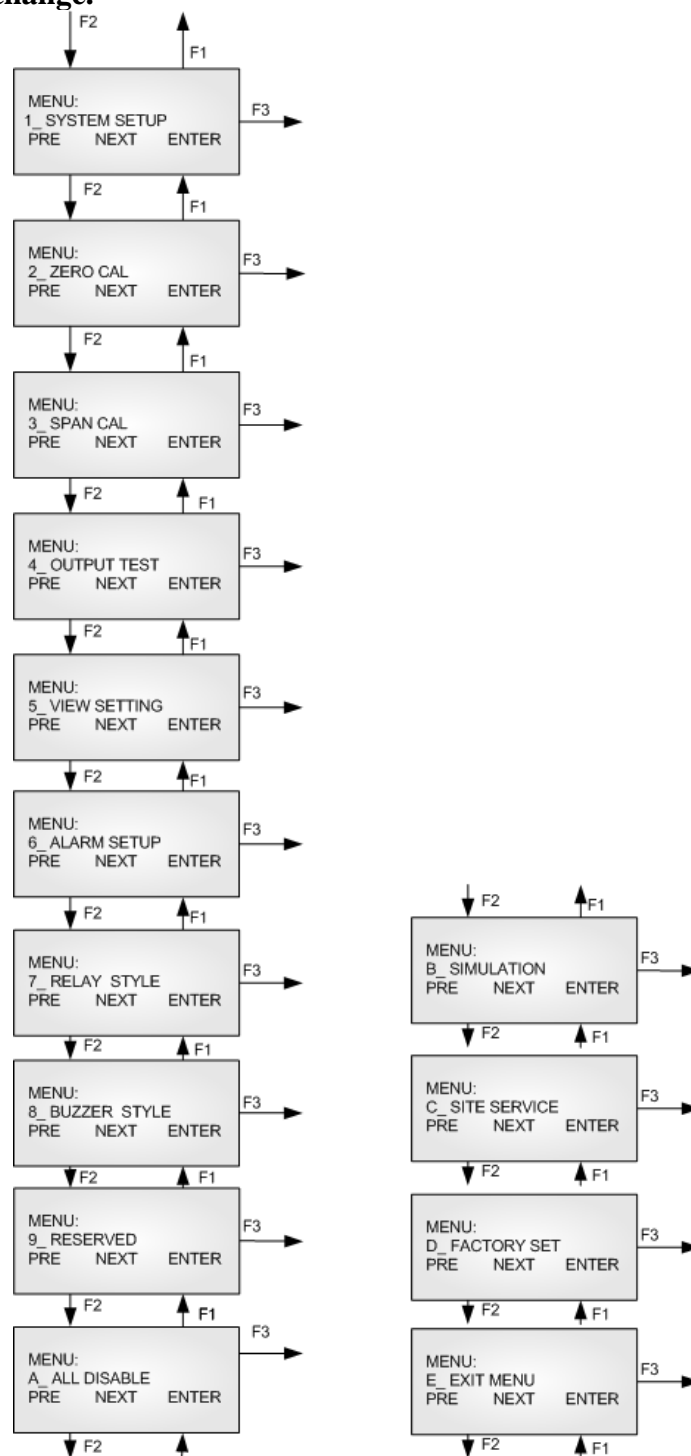 change.
F2
F1
MENU:
1_ SYSTEM SETUP
PRE NEXT ENTER
F3
F2
F1
MENU:
2_ ZERO CAL
PRE NEXT ENTER
F3
F2
F1
MENU:
3_ SPAN CAL
PRE NEXT ENTER
F3
F2
F1
MENU:
4_ OUTPUT TEST
PRE NEXT ENTER
F3
F2
F1
MENU:
5_ VIEW SETTING
PRE NEXT ENTER
F3
F2
F1
MENU:
6_ ALARM SETUP
PRE NEXT ENTER
F3
F2
F1
MENU:
7_ RELAY STYLE
PRE NEXT ENTER
F3
F2
F1
MENU:
8_ BUZZER STYLE
PRE NEXT ENTER
F3
F2
F1
MENU:
9_ RESERVED
PRE NEXT ENTER
F3
F2
F1
MENU:
A_ ALL DISABLE
PRE NEXT ENTER
F3
F2
F2
F1
MENU:
B_ SIMULATION
PRE NEXT ENTER
F3
F2
F1
MENU:
C_ SITE SERVICE
PRE NEXT ENTER
F3
F2
F1
MENU:
D_ FACTORY SET
PRE NEXT ENTER
F3
F2
F1
MENU:
E_ EXIT MENU
PRE NEXT ENTER
F3
F2
F1